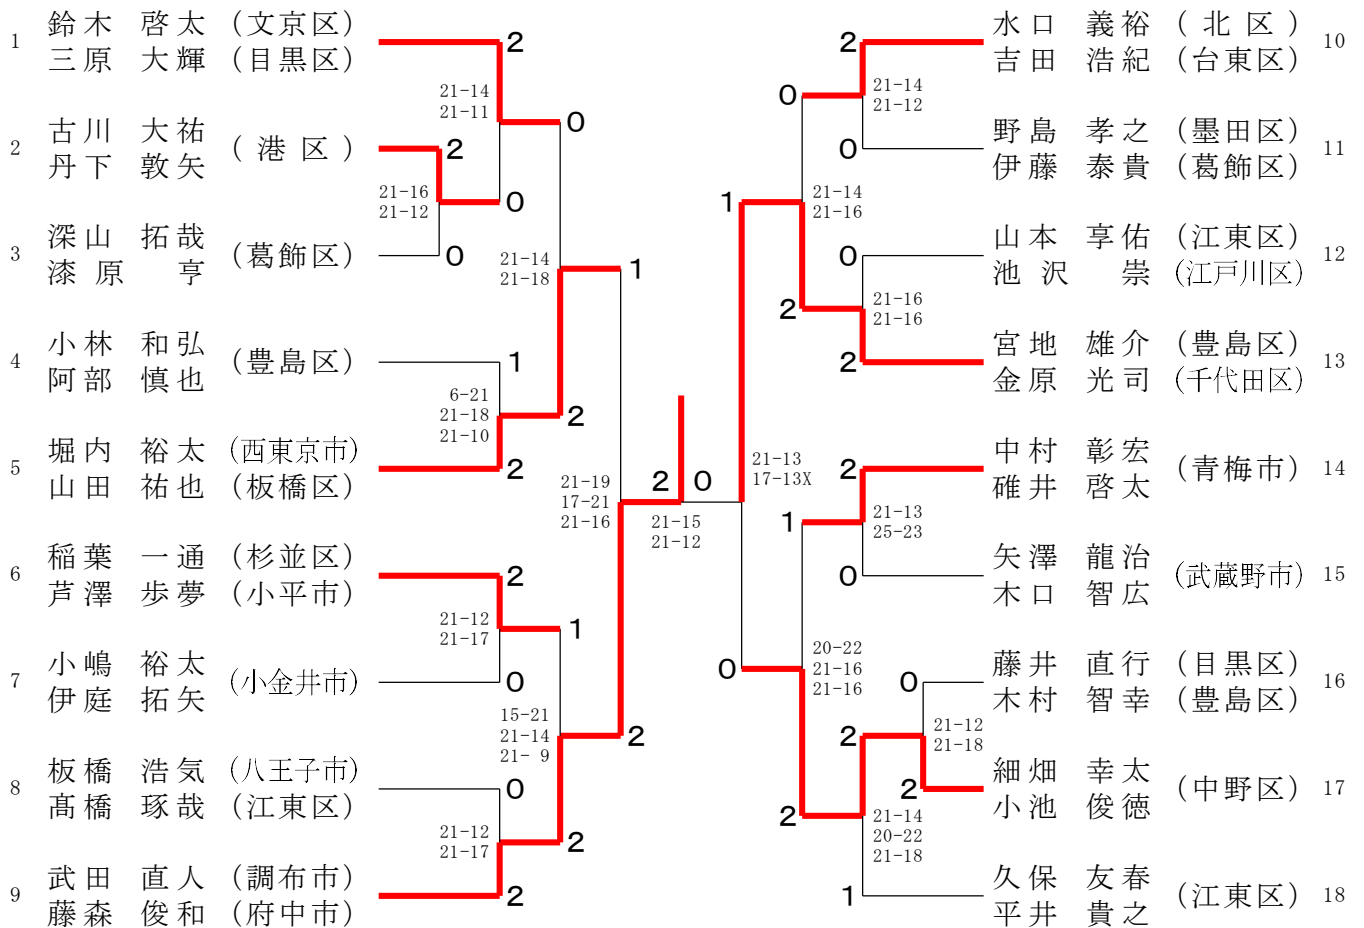 1 鈴木 啓太 (文京区)
三原 大輝 (目黒区)
2 古川 大祐 (港区)
丹下 敦矢
3 深山 拓哉 (葛飾区)
漆原 亨
4 小林 和弘 (豊島区)
阿部 慎也
5 堀内 裕太 (西東京市)
山田 祐也 (板橋区)
6 稲葉 一通 (杉並区)
芦澤 歩夢 (小平市)
7 小嶋 裕太 (小金井市)
伊庭 拓矢
8 板橋 浩気 (八王子市)
髙橋 琢哉 (江東区)
9 武田 直人 (調布市)
藤森 俊和 (府中市)
2
21-14
21-11
0
2
21-16
21-12
0
0
21-14
21-18
1
1
6-21
21-18
21-10
2
2
21-19
17-21
21-16
2
21-12
21-17
1
0
15-21
21-14
21- 9
2
0
21-12
21-17
2
2
2 0
21-15
21-12
2
21-14
21-12
0
0
1
21-14
21-16
0
21-16
21-16
2
2
21-13
17-13X
2
21-13
25-23
1
0
0
20-22
21-16
21-16
0
21-12
21-18
2
2
2
21-14
20-22
21-18
1
水口 義裕 (北区) 10
吉田 浩紀 (台東区)
野島 孝之 (墨田区) 11
伊藤 泰貴 (葛飾区)
山本 享佑 (江東区) 12
池沢 崇 (江戸川区)
宮地 雄介 (豊島区) 13
金原 光司 (千代田区)
中村 彰宏 (青梅市) 14
碓井 啓太
矢澤 龍治 (武蔵野市) 15
木口 智広
藤井 直行 (目黒区) 16
木村 智幸 (豊島区)
細畑 幸太 (中野区) 17
小池 俊徳
久保 友春 (江東区) 18
平井 貴之